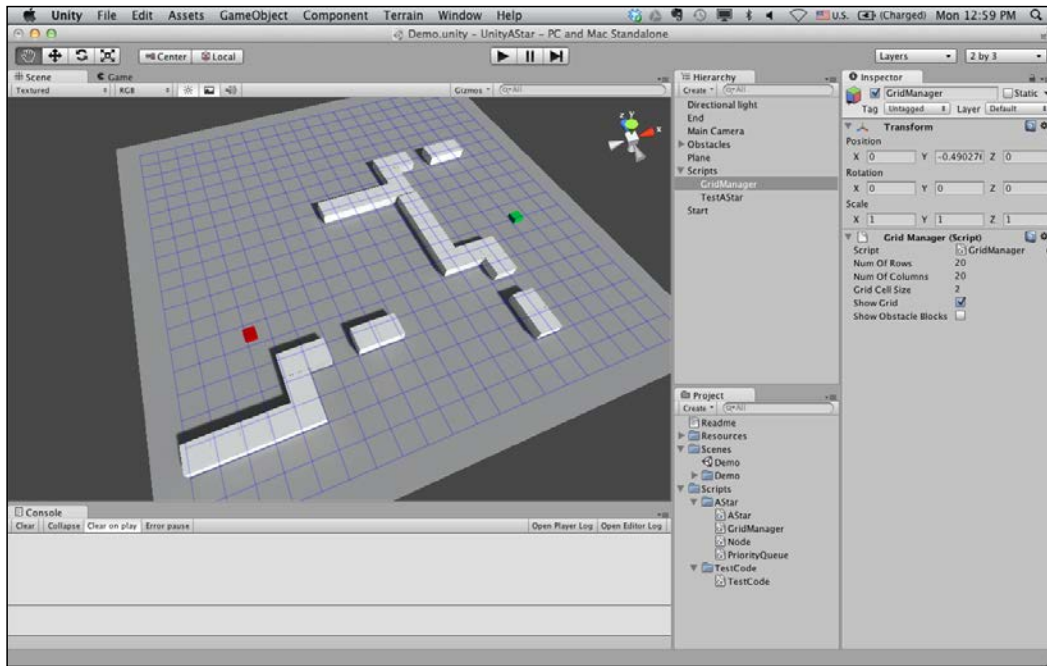 Unity File Edit Assets GameObject Component Terrain Window Help U.S. (Charged) Mon 12:59 PM
Demo.unity - UnityAStar - PC and Mac Standalone
Center Local Layers 2 by 3
Scene Game
Textured RGB Gizmos All
z y x
Hierarchy
Create All
Directional light
End
Main Camera
Obstacles
Plane
Scripts
GridManager
TestAStar
Start
Inspector
GridManager Static
Tag Untagged Layer Default
Transform
Position
X 0 Y -0.49027 Z 0
Rotation
X 0 Y 0 Z 0
Scale
X 1 Y 1 Z 1
Grid Manager (Script)
Script GridManager
Num Of Rows 20
Num Of Columns 20
Grid Cell Size 2
Show Grid
Show Obstacle Blocks
Project
Create All
Readme
Resources
Scenes
Demo
Demo
Scripts
AStar
AStar
GridManager
Node
PriorityQueue
TestCode
TestCode
Console
Clear Collapse Clear on play Error pause Open Player Log Open Editor Log